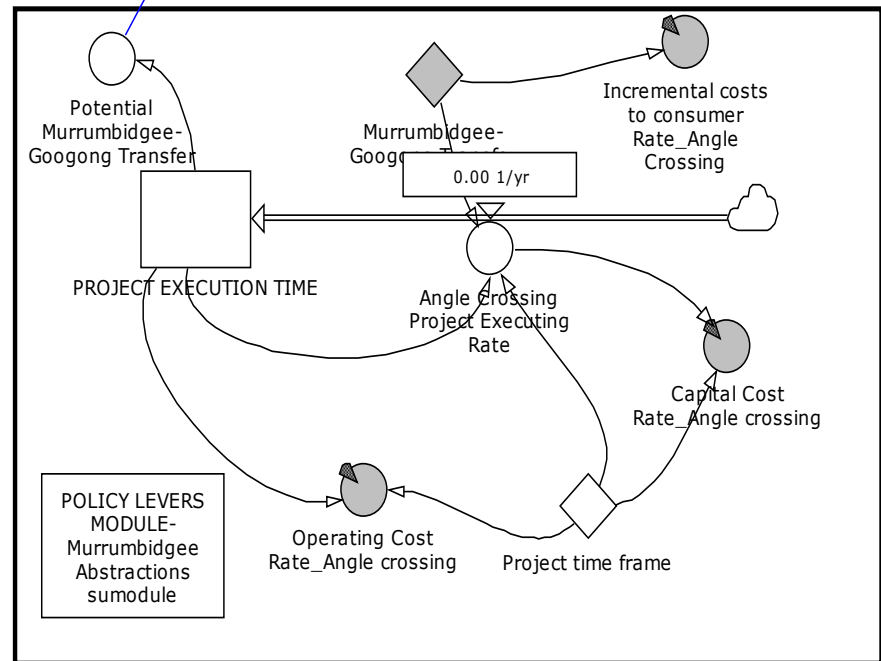 Potential
Murrumbidgee-
Googong Transfer
Murrumbidgee-
Incremental costs
to consumer
Rate_Angle
Crossing
0.00 1/yr
PROJECT EXECUTION TIME
Angle Crossing
Project Executing
Rate
Capital Cost
Rate_Angle crossing
POLICY LEVERS
MODULE-
Murrumbidgee
Abstractions
sumodule
Operating Cost
Rate_Angle crossing
Project time frame